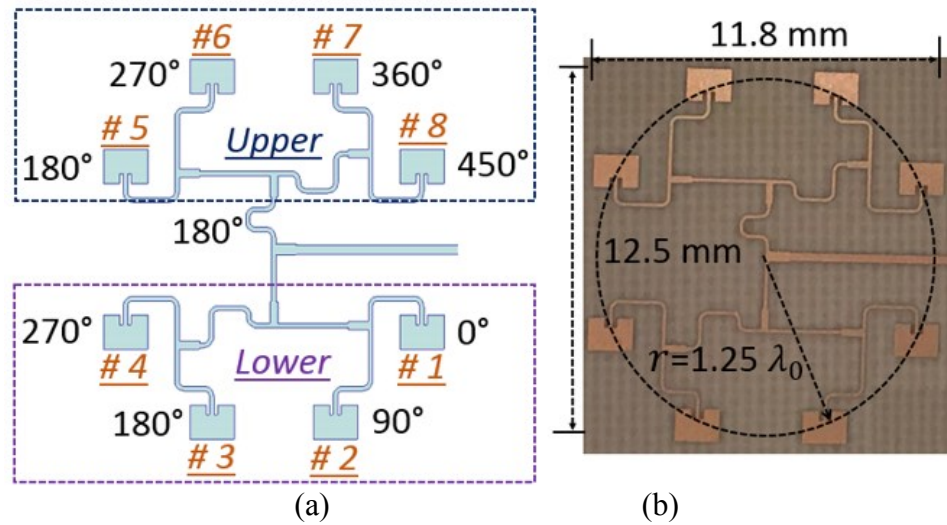 #6 # 7
270° 360°
# 5 # 8
Upper
180° 450°
180°
270° 0°
# 4 Lower # 1
180° 90°
# 3 # 2
(a)
11.8 mm
12.5 mm
r=1.25 λ₀
(b)